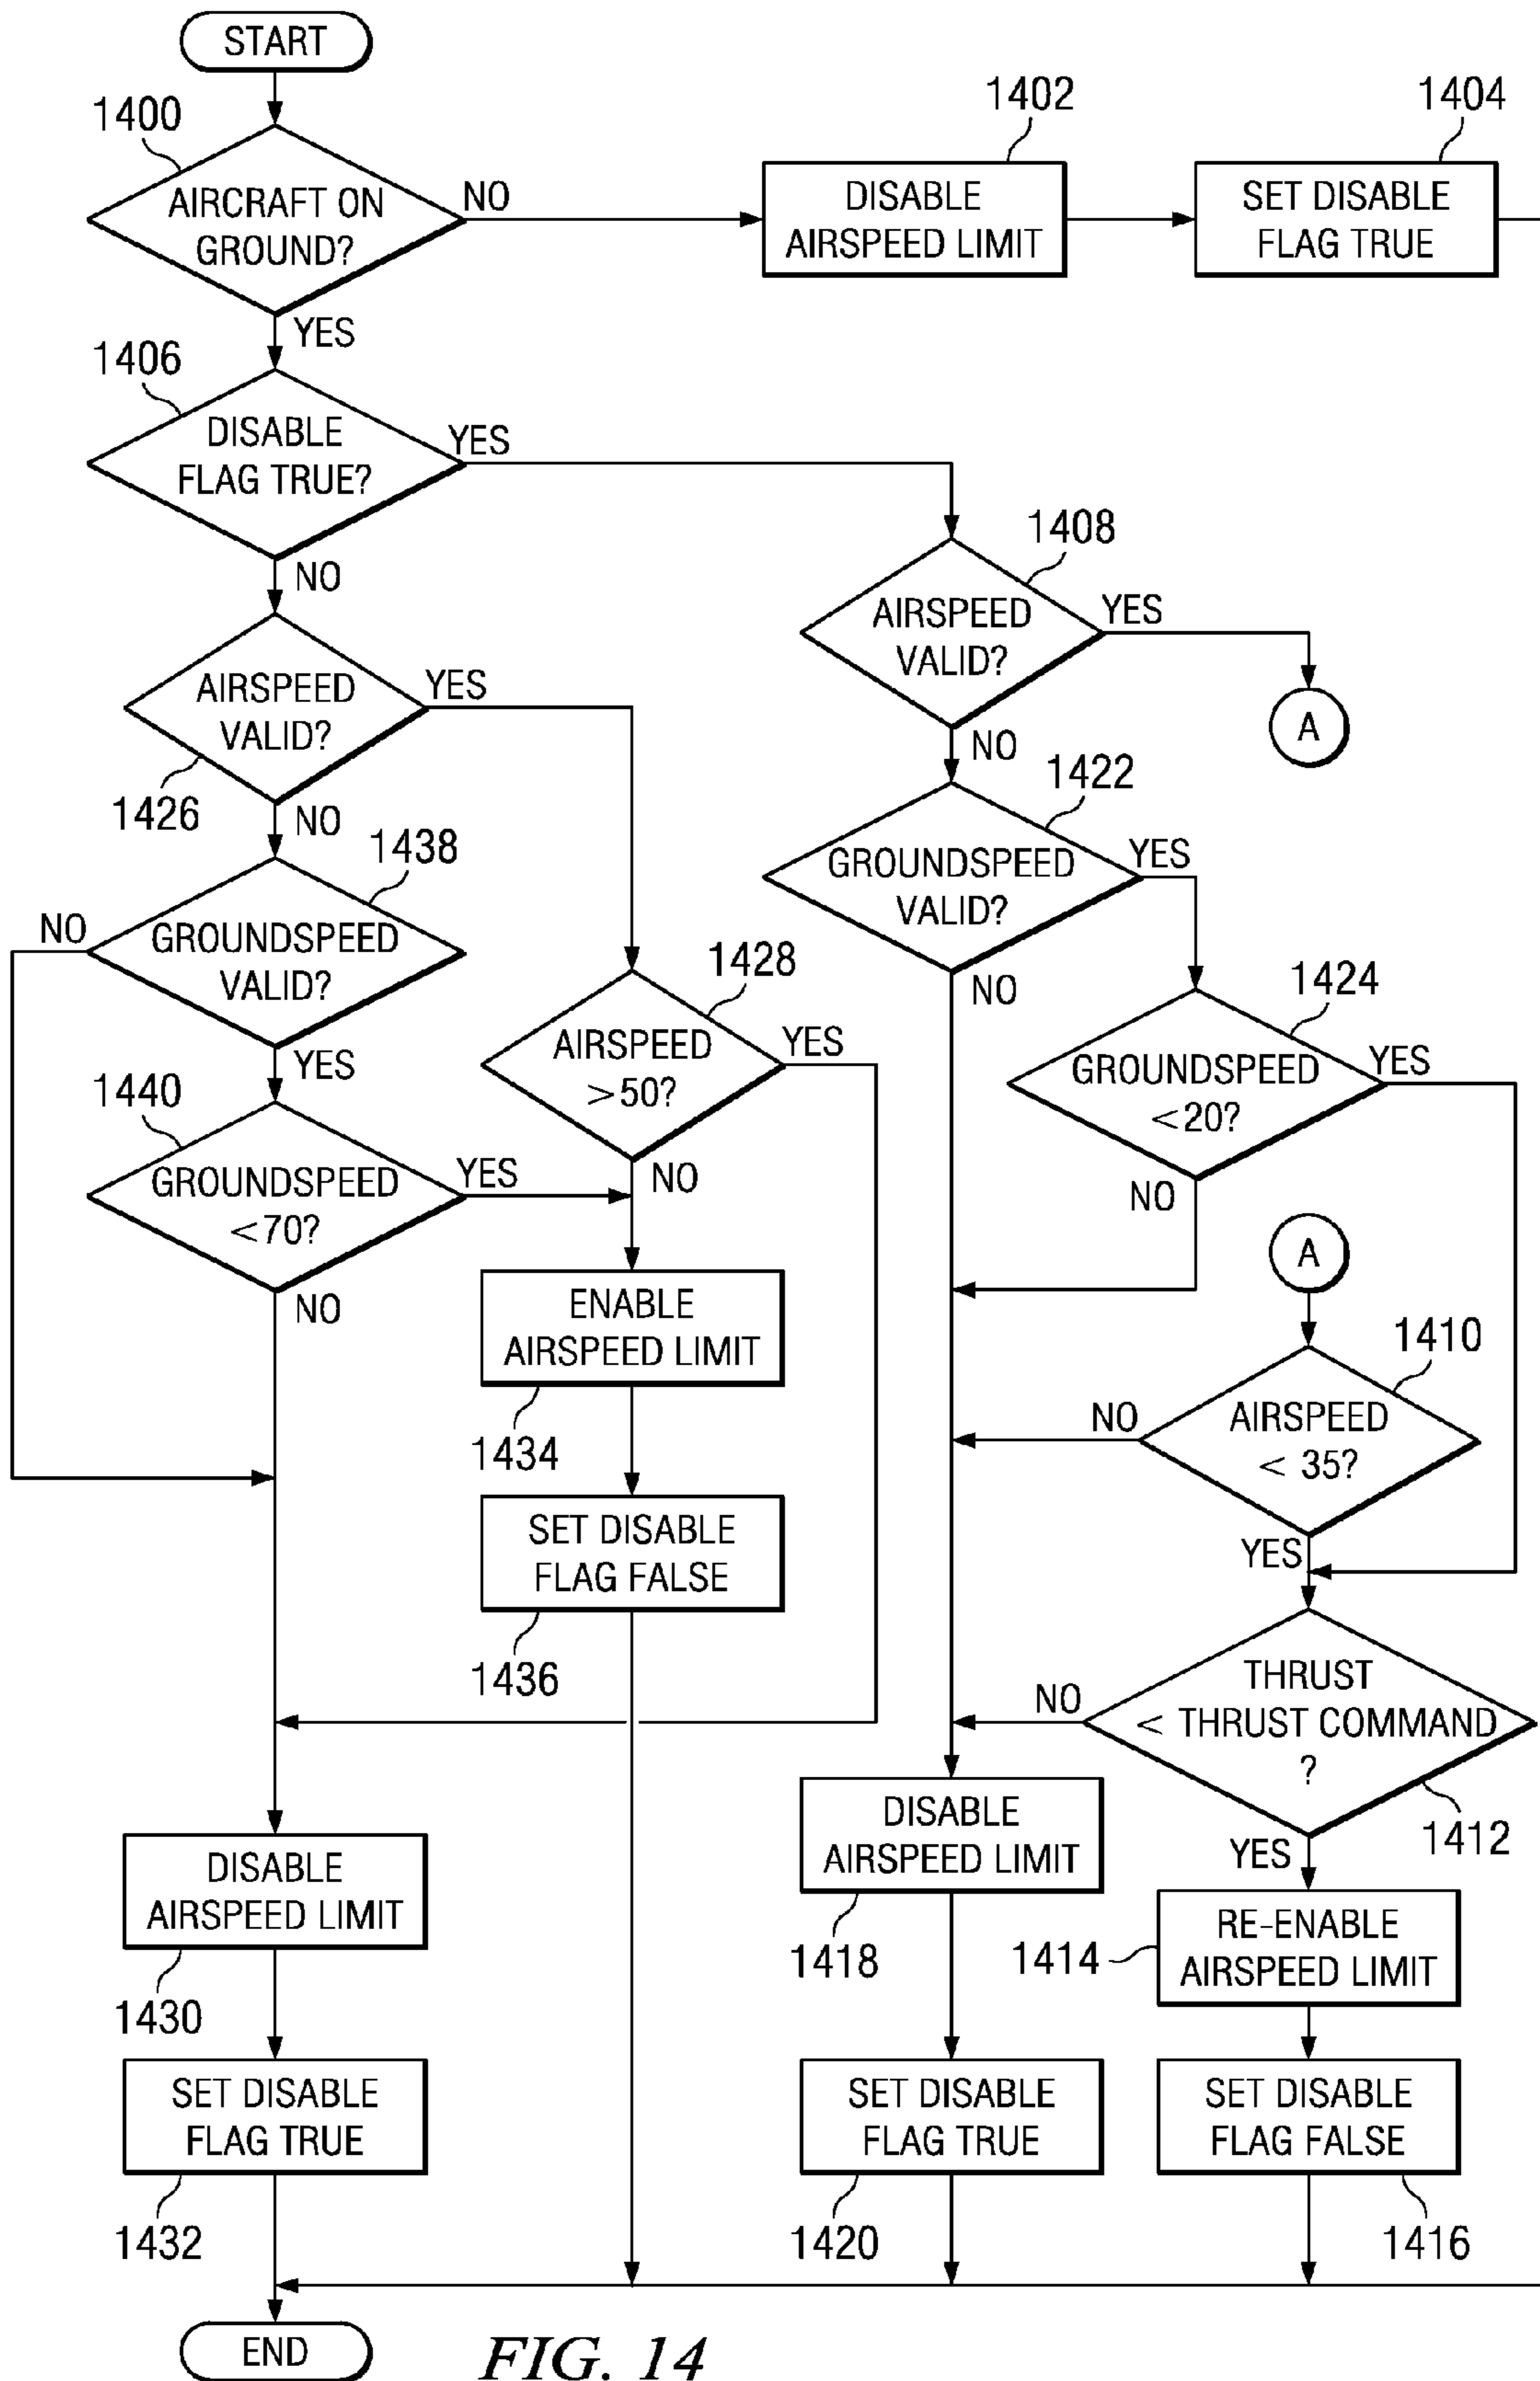 START
1400
1402
1404
AIRCRAFT ON
GROUND?
NO
DISABLE
AIRSPEED LIMIT
SET DISABLE
FLAG TRUE
YES
1406
DISABLE
FLAG TRUE?
YES
NO
1408
AIRSPEED
VALID?
YES
A
NO
AIRSPEED
VALID?
YES
1426
NO
1422
GROUNDSPEED
VALID?
YES
NO
1438
GROUNDSPEED
VALID?
NO
YES
1428
AIRSPEED
>50?
YES
NO
1424
GROUNDSPEED
<20?
YES
NO
1440
GROUNDSPEED
<70?
YES
NO
A
ENABLE
AIRSPEED LIMIT
1434
1410
AIRSPEED
< 35?
NO
YES
SET DISABLE
FLAG FALSE
1436
THRUST
< THRUST COMMAND
?
NO
1412
YES
DISABLE
AIRSPEED LIMIT
1430
DISABLE
AIRSPEED LIMIT
1418
RE-ENABLE
AIRSPEED LIMIT
1414
SET DISABLE
FLAG TRUE
1432
SET DISABLE
FLAG TRUE
1420
SET DISABLE
FLAG FALSE
1416
END
FIG. 14